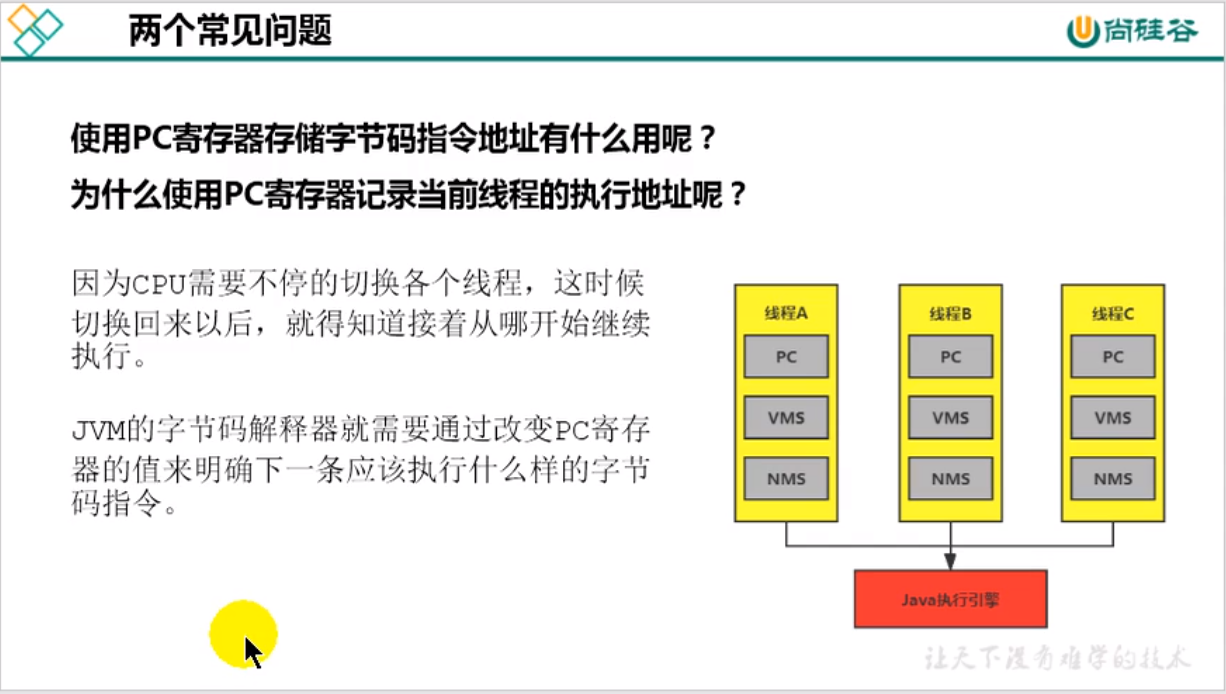 两个常见问题
尚硅谷
使用PC寄存器存储字节码指令地址有什么用呢？
为什么使用PC寄存器记录当前线程的执行地址呢？
因为CPU需要不停的切换各个线程，这时候
切换回来以后，就得知道接着从哪开始继续
执行。
JVM的字节码解释器就需要通过改变PC寄存
器的值来明确下一条应该执行什么样的字节
码指令。
线程A
PC
VMS
NMS
线程B
PC
VMS
NMS
线程C
PC
VMS
NMS
Java执行引擎
让天下没有难学的技术